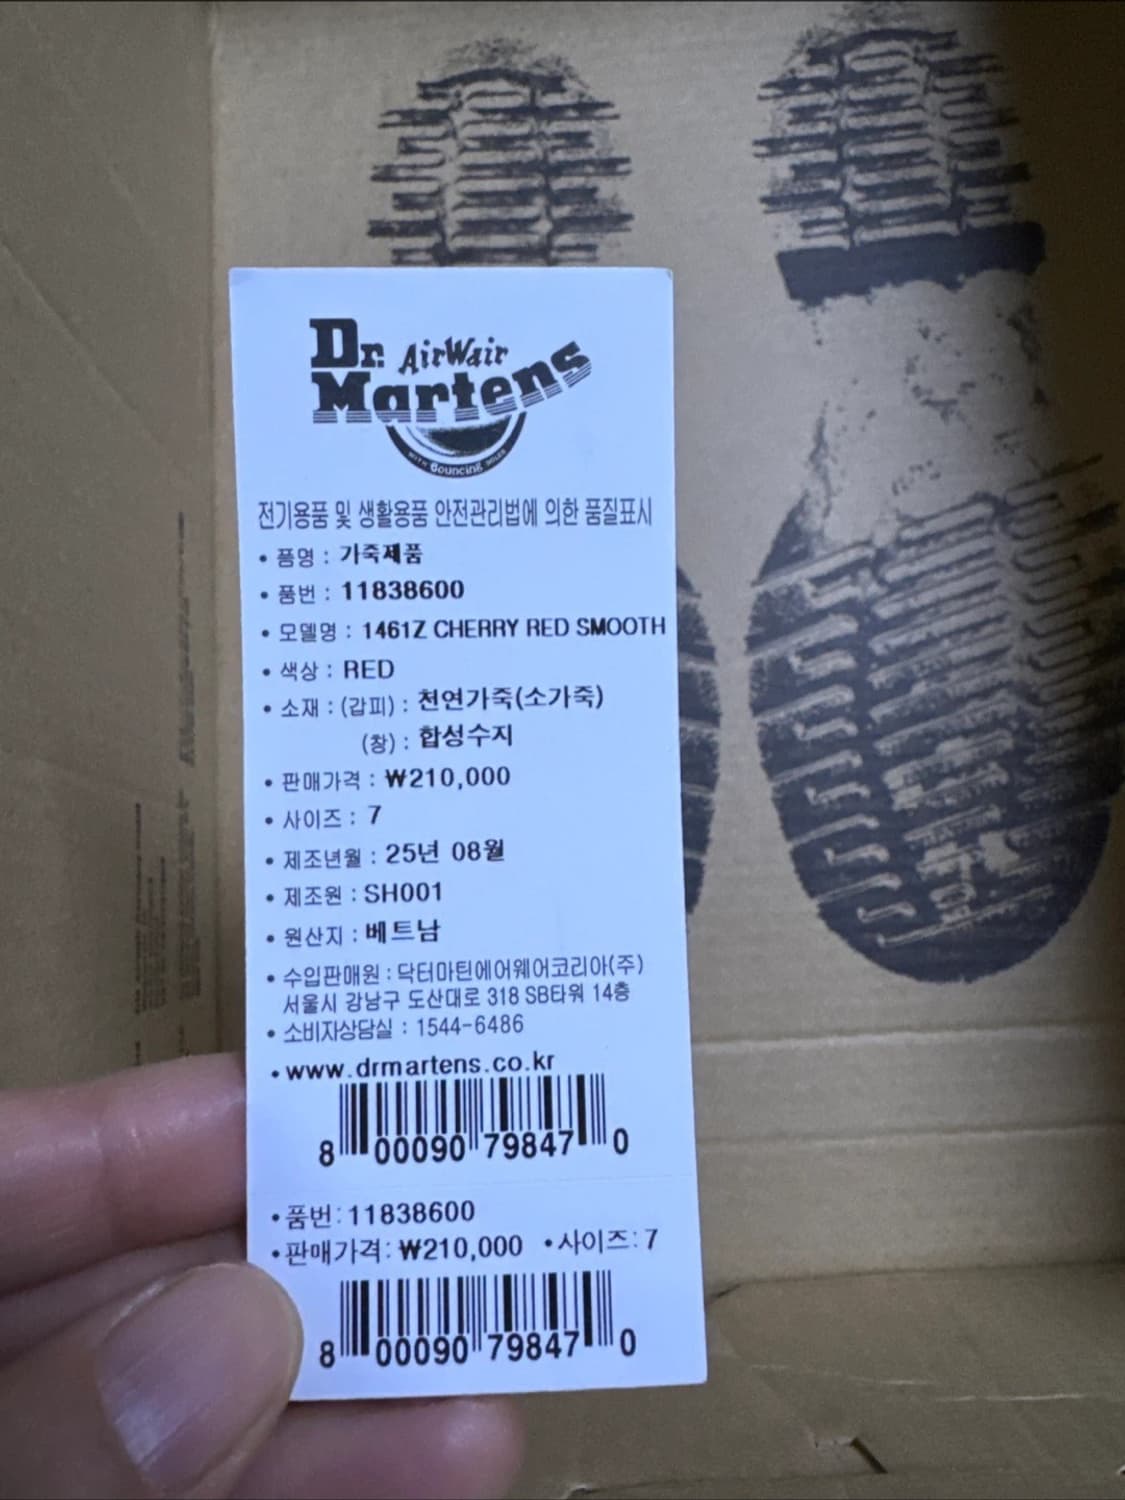 Dr. AirWair
Martens
WITH Bouncing SOLES
전기용품 및 생활용품 안전관리법에 의한 품질표시
• 품명 : 가죽제품
• 품번 : 11838600
• 모델명 : 1461Z CHERRY RED SMOOTH
• 색상 : RED
• 소재 : (갑피) : 천연가죽(소가죽)
(창) : 합성수지
• 판매가격 : ₩210,000
• 사이즈 : 7
• 제조년월 : 25년 08월
• 제조원 : SH001
• 원산지 : 베트남
• 수입판매원 : 닥터마틴에어웨어코리아(주)
서울시 강남구 도산대로 318 SB타워 14층
• 소비자상담실 : 1544-6486
• www.drmartens.co.kr
8 00090 79847 0
• 품번: 11838600
• 판매가격: ₩210,000 • 사이즈: 7
8 00090 79847 0